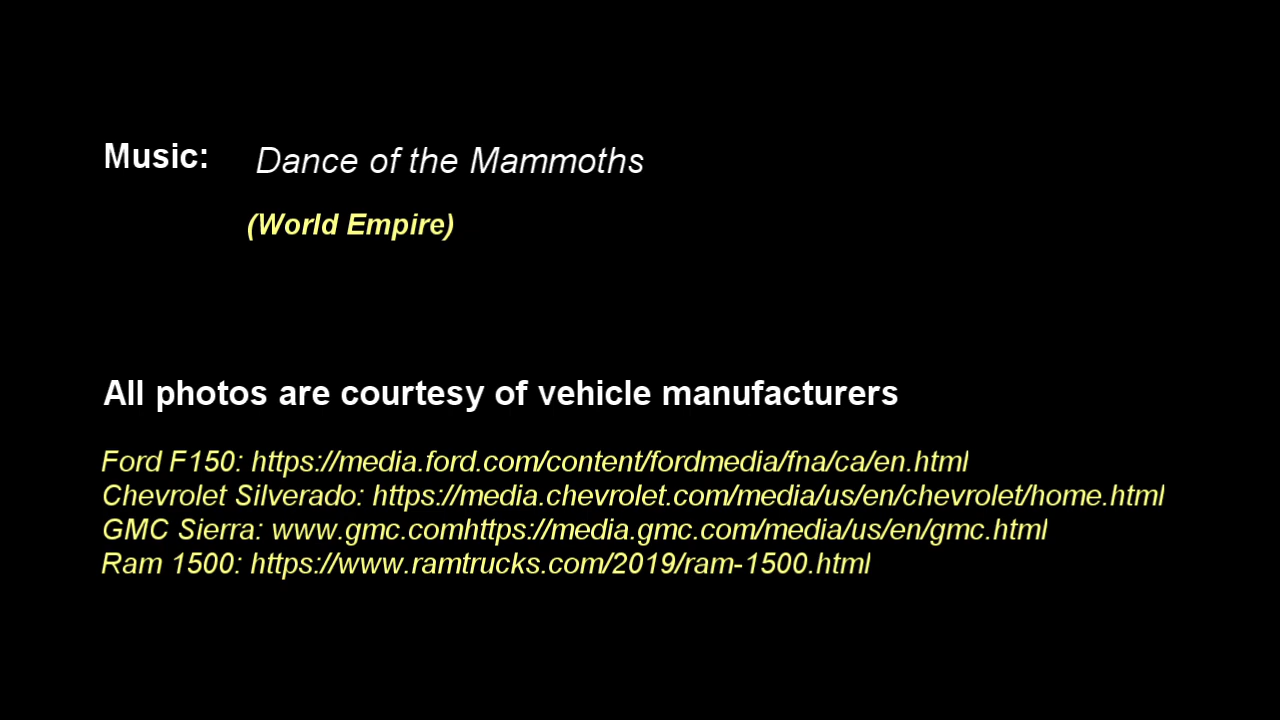 Music: Dance of the Mammoths
(World Empire)
All photos are courtesy of vehicle manufacturers
Ford F150: https://media.ford.com/content/fordmedia/fna/ca/en.html
Chevrolet Silverado: https://media.chevrolet.com/media/us/en/chevrolet/home.html
GMC Sierra: www.gmc.comhttps://media.gmc.com/media/us/en/gmc.html
Ram 1500: https://www.ramtrucks.com/2019/ram-1500.html